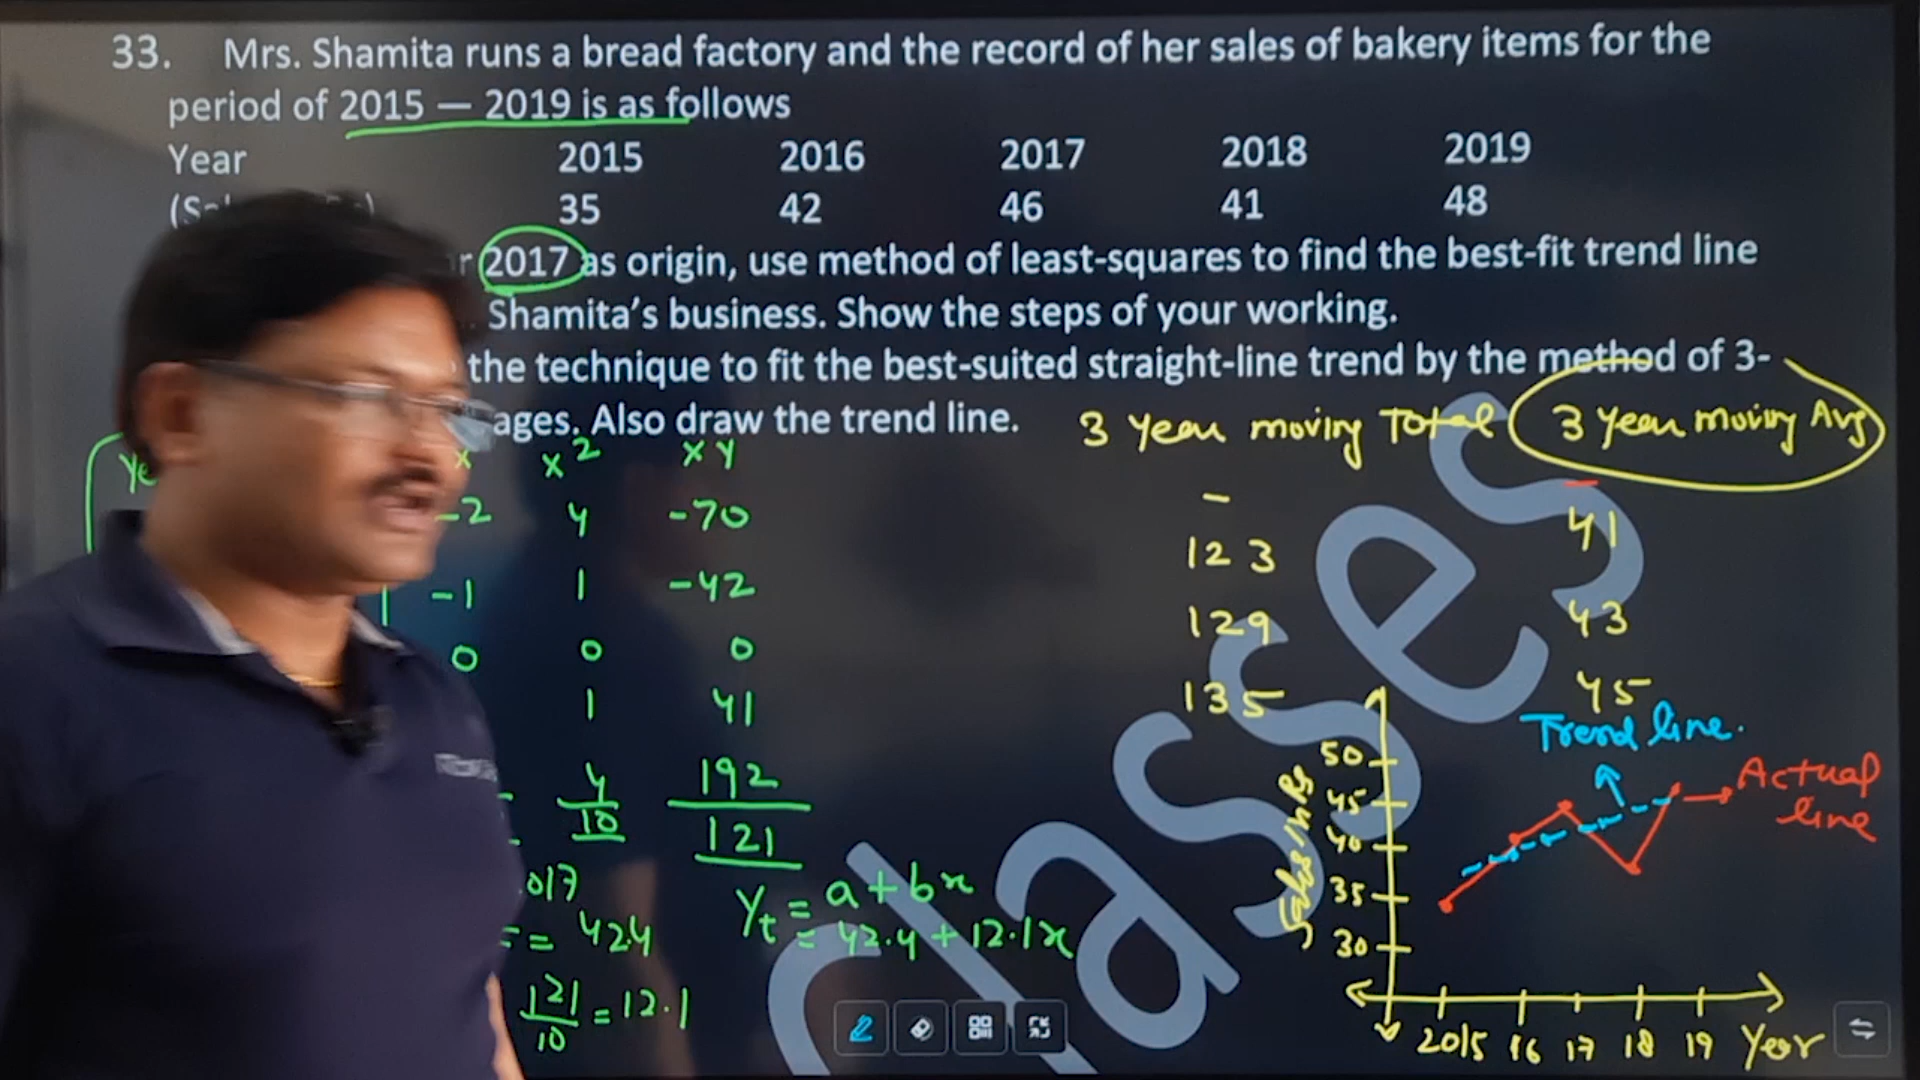 33. Mrs. Shamita runs a bread factory and the record of her sales of bakery items for the
period of 2015 — 2019 is as follows
Year 2015 2016 2017 2018 2019
35 42 46 41 48
2017 as origin, use method of least-squares to find the best-fit trend line
Shamita's business. Show the steps of your working.
the technique to fit the best-suited straight-line trend by the method of 3-
ages. Also draw the trend line.
3 Year moving Total 3 Year moving Avg
Ye x x2 xy
-2 4 -70
-1 1 -42
0 0 0
1 41
4 192
10 121
017
= 42.4
121/10 = 12.1
Yt = a + bx
= 42.4 + 12.1x
- -
123 41
129 43
135 45
Trend line.
Actual
line
50
45
40
35
30
2015 16 17 18 19 Year
classes